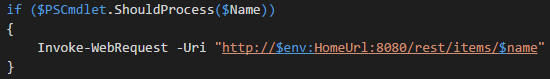 if ($PSCmdlet.ShouldProcess($Name))
{
    Invoke-WebRequest -Uri "http://$env:HomeUrl:8080/rest/items/$name"
}